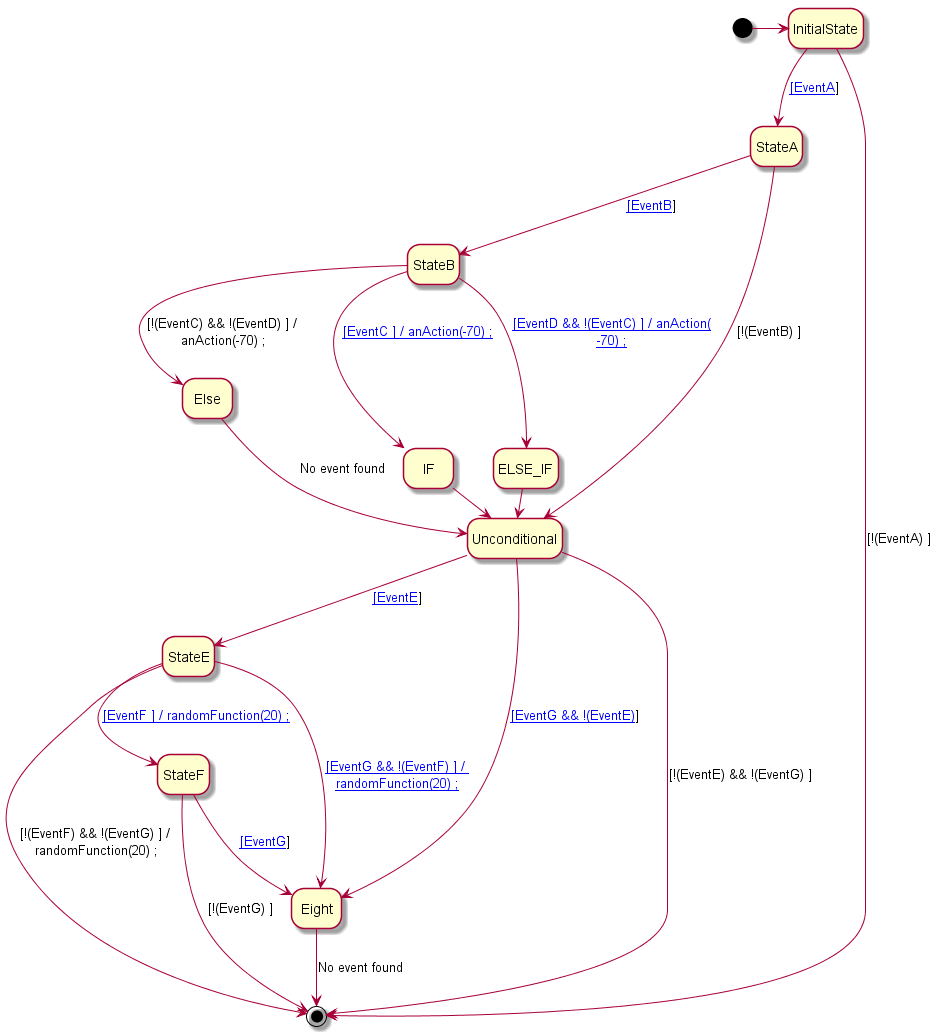 InitialState
[EventA]
StateA
[EventB]
StateB
[!(EventC) && !(EventD) ] /
anAction(-70) ;
[EventC ] / anAction(-70) ;
[EventD && !(EventC) ] / anAction(
-70) ;
[!(EventB) ]
Else
No event found
IF
ELSE_IF
Unconditional
[!(EventA) ]
[EventE]
StateE
[EventF ] / randomFunction(20) ;
[EventG && !(EventE)]
StateF
[EventG && !(EventF) ] /
randomFunction(20) ;
[!(EventE) && !(EventG) ]
[!(EventF) && !(EventG) ] /
randomFunction(20) ;
[EventG]
[!(EventG) ]
Eight
No event found